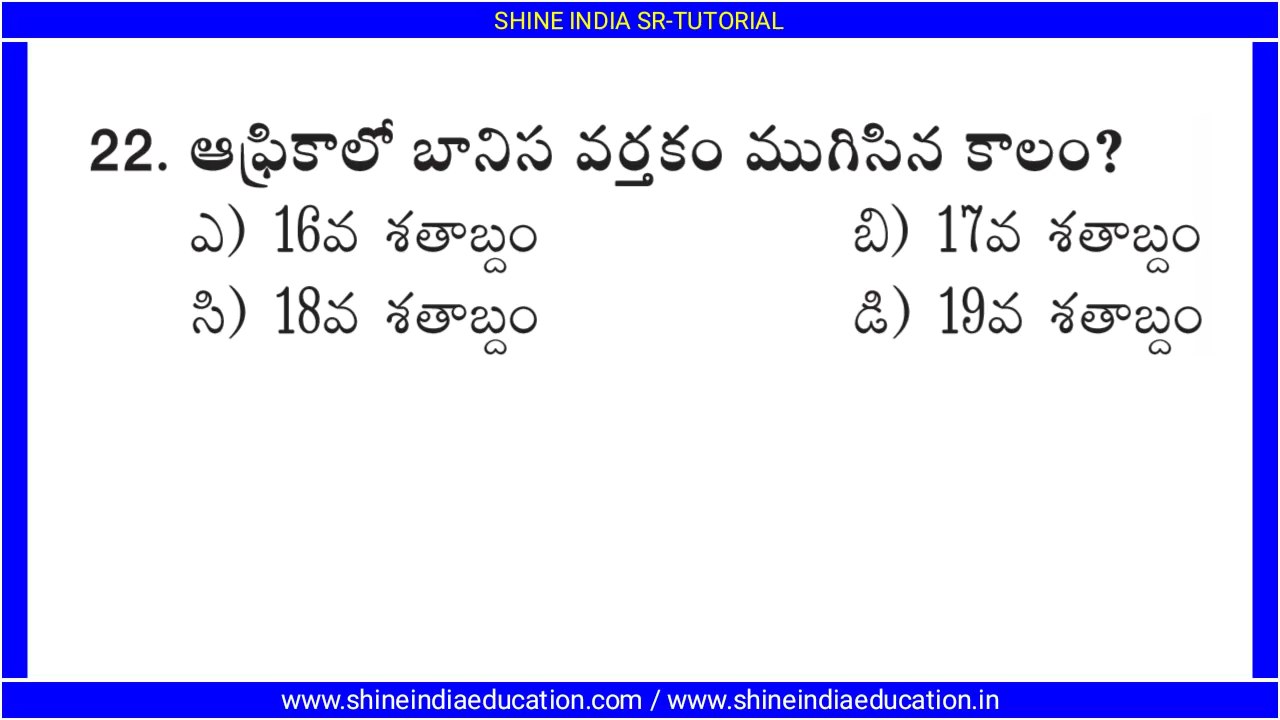 SHINE INDIA SR-TUTORIAL
22. ఆఫ్రికాలో బానిస వర్తకం ముగిసిన కాలం?
ఎ) 16వ శతాబ్దం బి) 17వ శతాబ్దం
సి) 18వ శతాబ్దం డి) 19వ శతాబ్దం
www.shineindiaeducation.com / www.shineindiaeducation.in